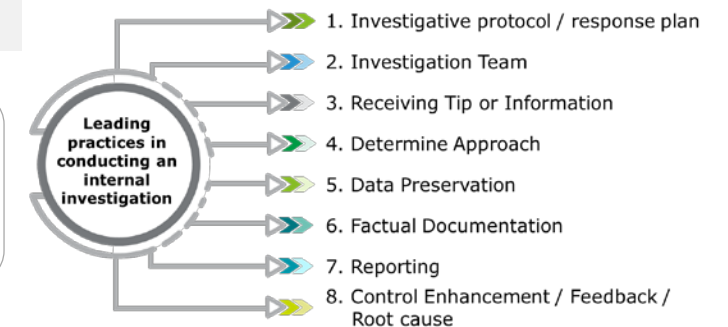 Leading
practices in
conducting an
internal
investigation
1. Investigative protocol / response plan
2. Investigation Team
3. Receiving Tip or Information
4. Determine Approach
5. Data Preservation
6. Factual Documentation
7. Reporting
8. Control Enhancement / Feedback /
Root cause